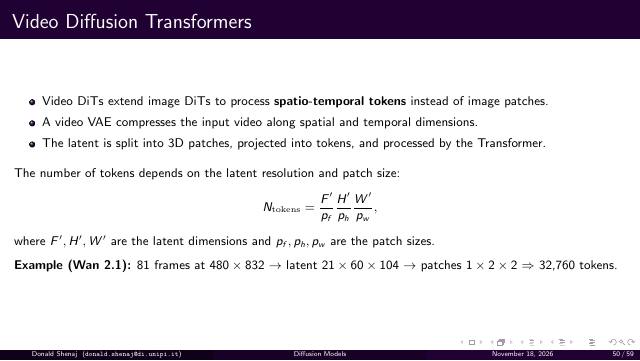 Video Diffusion Transformers
Video DiTs extend image DiTs to process spatio-temporal tokens instead of image patches.
A video VAE compresses the input video along spatial and temporal dimensions.
The latent is split into 3D patches, projected into tokens, and processed by the Transformer.
The number of tokens depends on the latent resolution and patch size:
N_tokens = F′/p_f H′/p_h W′/p_w,
where F′, H′, W′ are the latent dimensions and p_f, p_h, p_w are the patch sizes.
Example (Wan 2.1): 81 frames at 480 × 832 → latent 21 × 60 × 104 → patches 1 × 2 × 2 ⇒ 32,760 tokens.
Donald Shenaj (donald.shenaj@di.unipi.it) Diffusion Models November 18, 2026 50 / 59